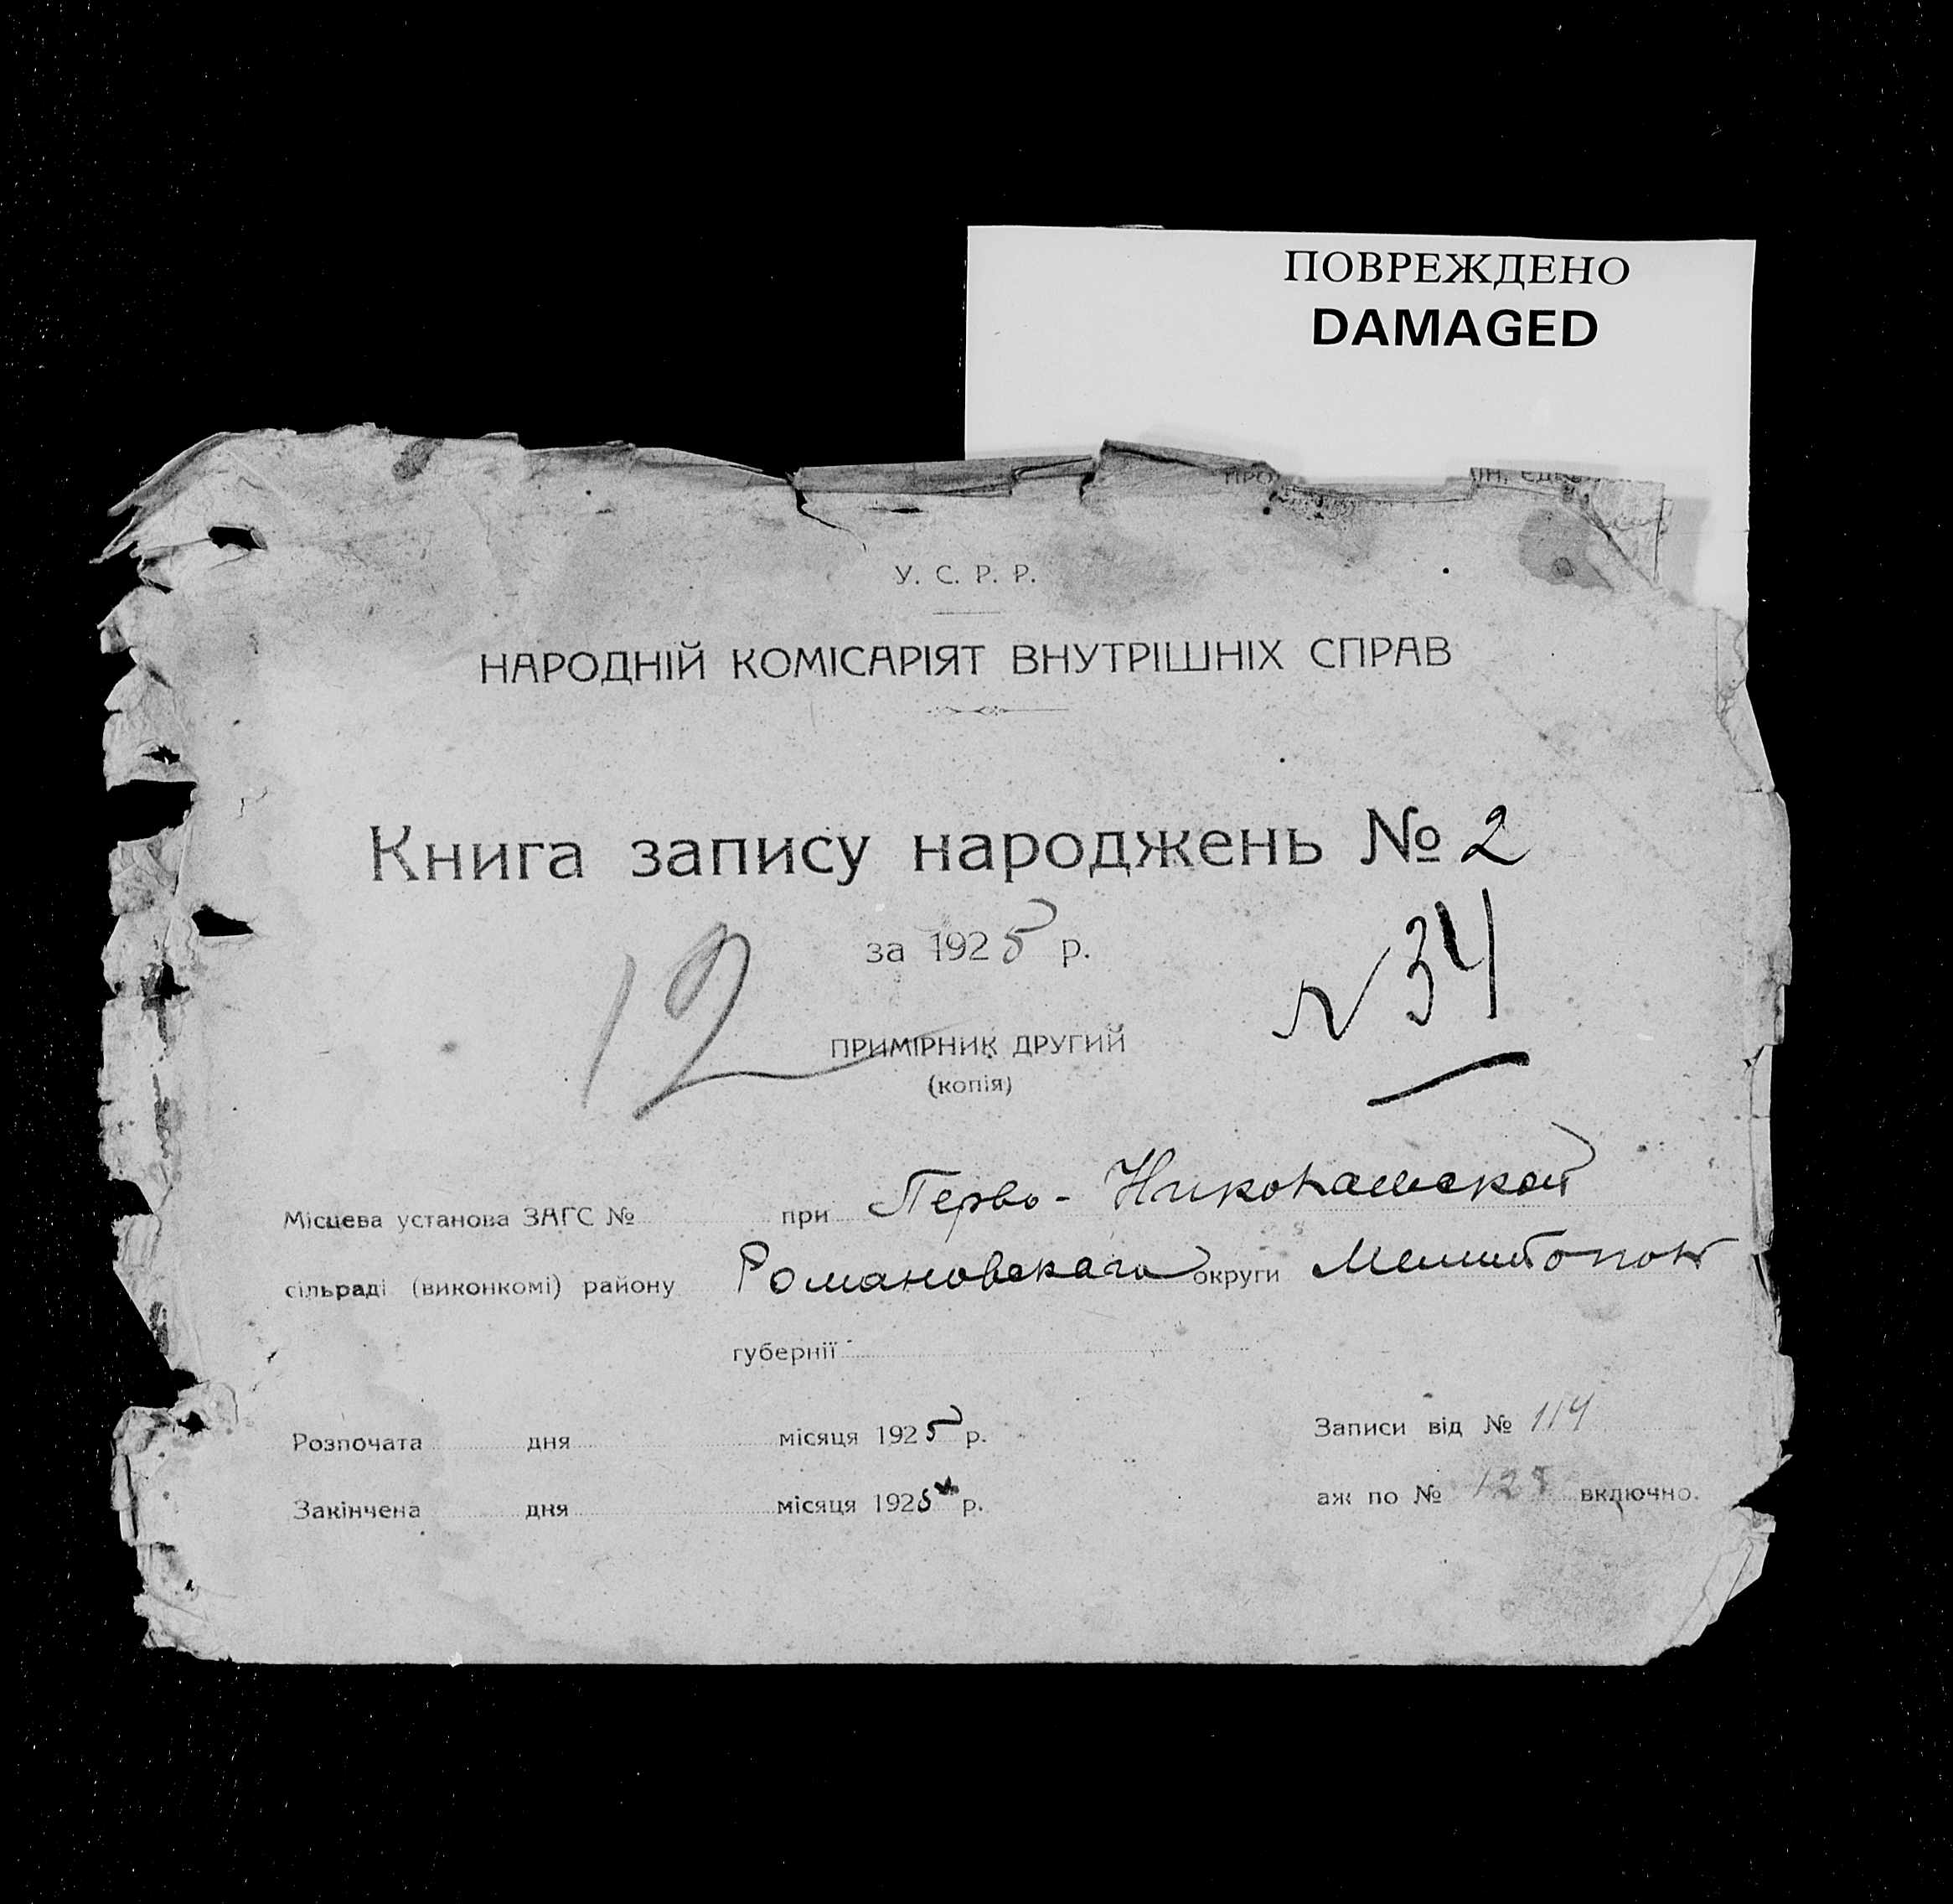 ПОВРЕЖДЕНО
DAMAGED
У. С. Р. Р.
НАРОДНІЙ КОМІСАРІЯТ ВНУТРІШНІХ СПРАВ
Книга запису народжень № 2
за 1925 р.
12
N 34
ПРИМІРНИК ДРУГИЙ
(копія)
Місцева установа ЗАГС № при Перво-Николаевской
сільраді (виконкомі) району Романовскаго округи Мелитопол
губернії
Розпочата дня місяця 1925 р. Записи від № 114
Закінчена дня місяця 1925 р. аж по № включно.